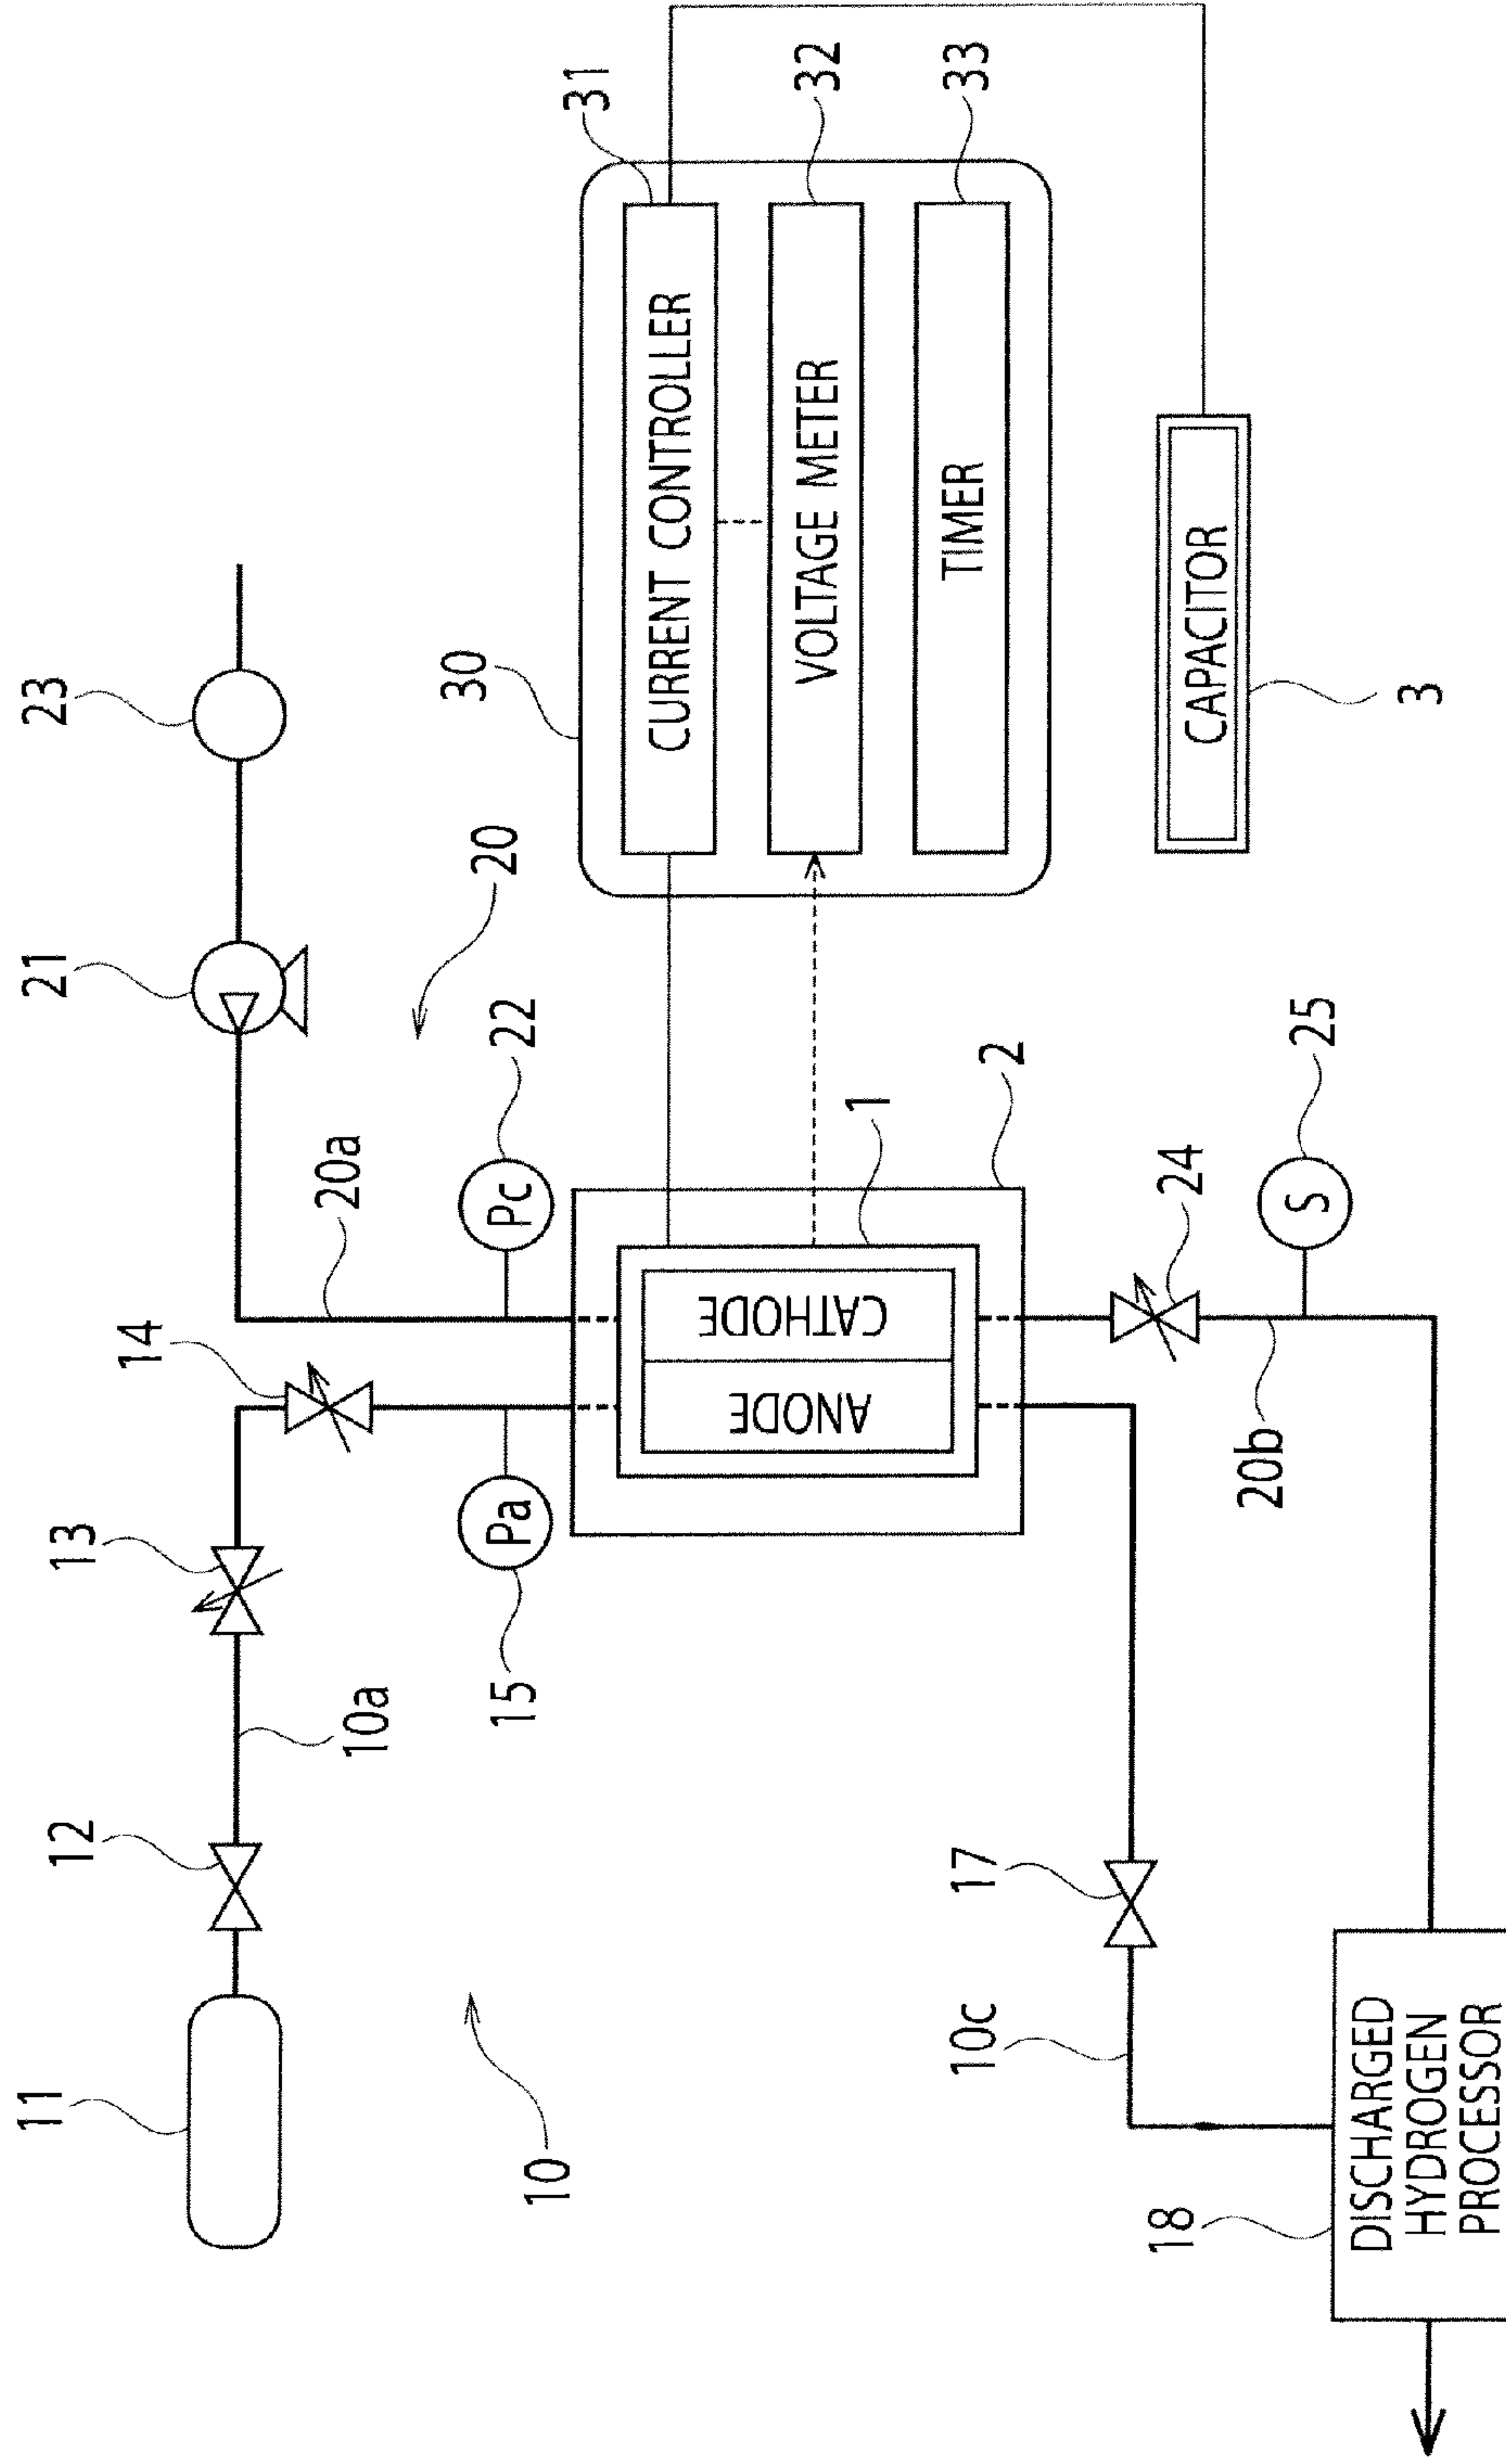 11
12
13
14
21
23
10a
20a
10
15
Pa
Pc
22
20
30
31
32
33
CURRENT CONTROLLER
VOLTAGE METER
TIMER
ANODE
CATHODE
1
2
17
10c
24
25
S
20b
CAPACITOR
3
18
DISCHARGED
HYDROGEN
PROCESSOR